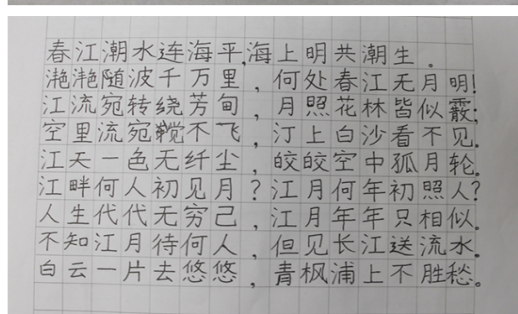 春江潮水连海平,海上明共潮生.
滟滟随波千万里,何处春江无月明!
江流宛转绕芳甸,月照花林皆似霰;
空里流宛不飞,汀上白沙看不见.
江天一色无纤尘,皎皎空中孤月轮.
江畔何人初见月?江月何年初照人?
人生代代无穷己,江月年年只相似.
不知江月待何人,但见长江送流水.
白云一片去悠悠,青枫浦上不胜愁。